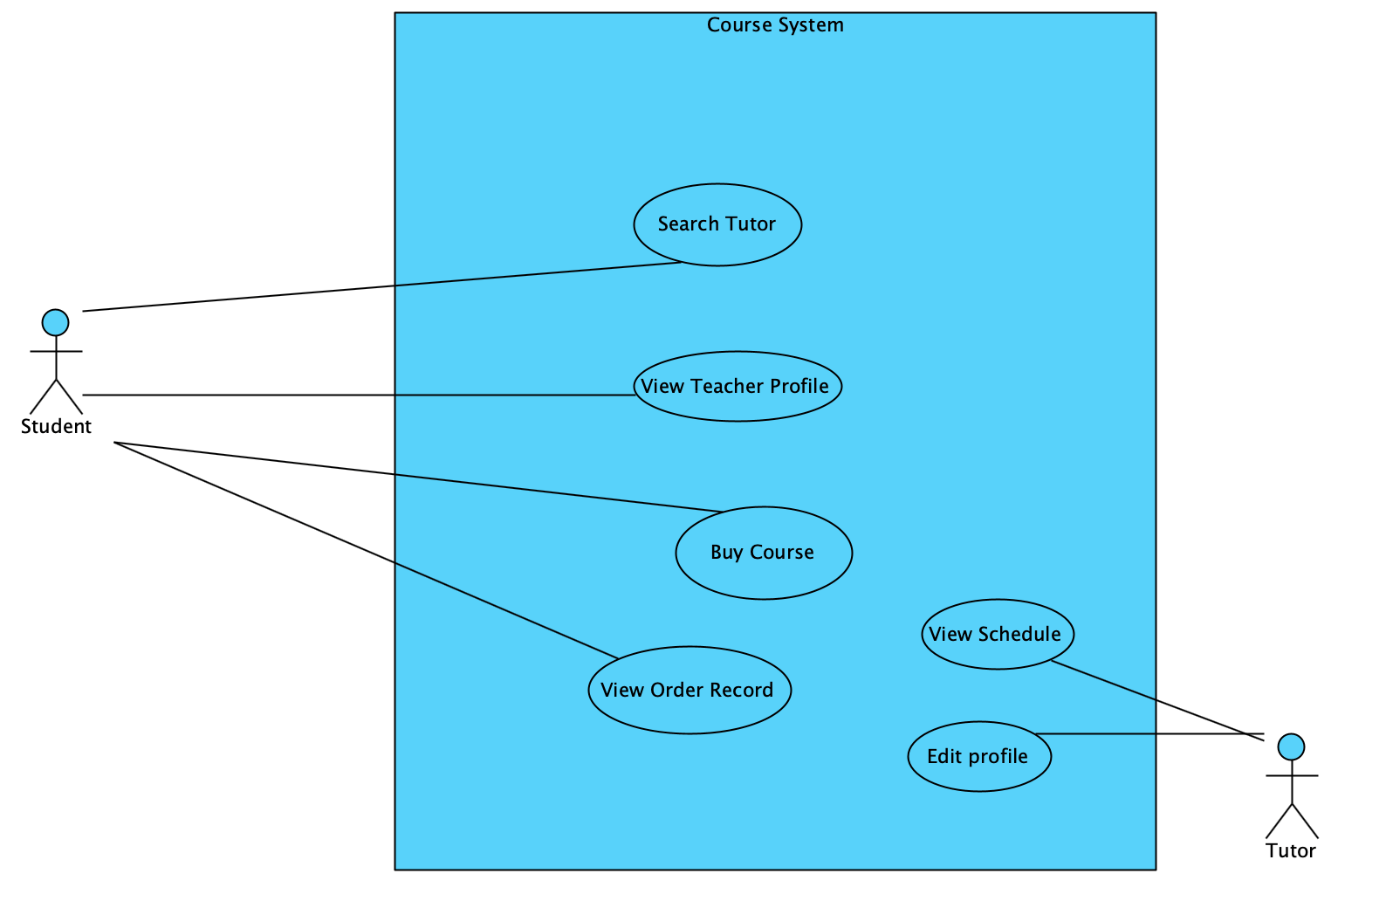 Course System
Search Tutor
View Teacher Profile
Student
Buy Course
View Schedule
View Order Record
Edit profile
Tutor